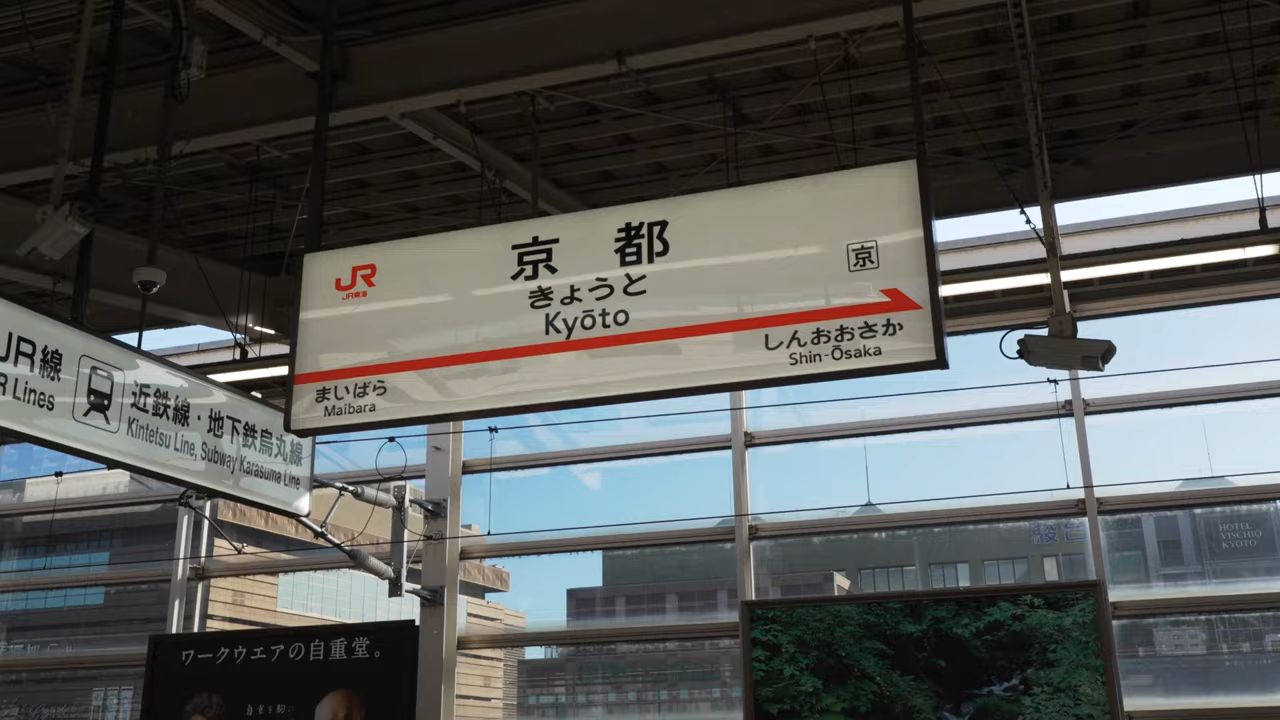 JR
JR東海
京都
京
きょうと
Kyōto
まいばら
Maibara
しんおおさか
Shin-Ōsaka
JR線
R Lines
近鉄線・地下鉄烏丸線
Kintetsu Line, Subway Karasuma Line
HOTEL
VISCHIO
KYOTO
ワークウエアの自重堂。